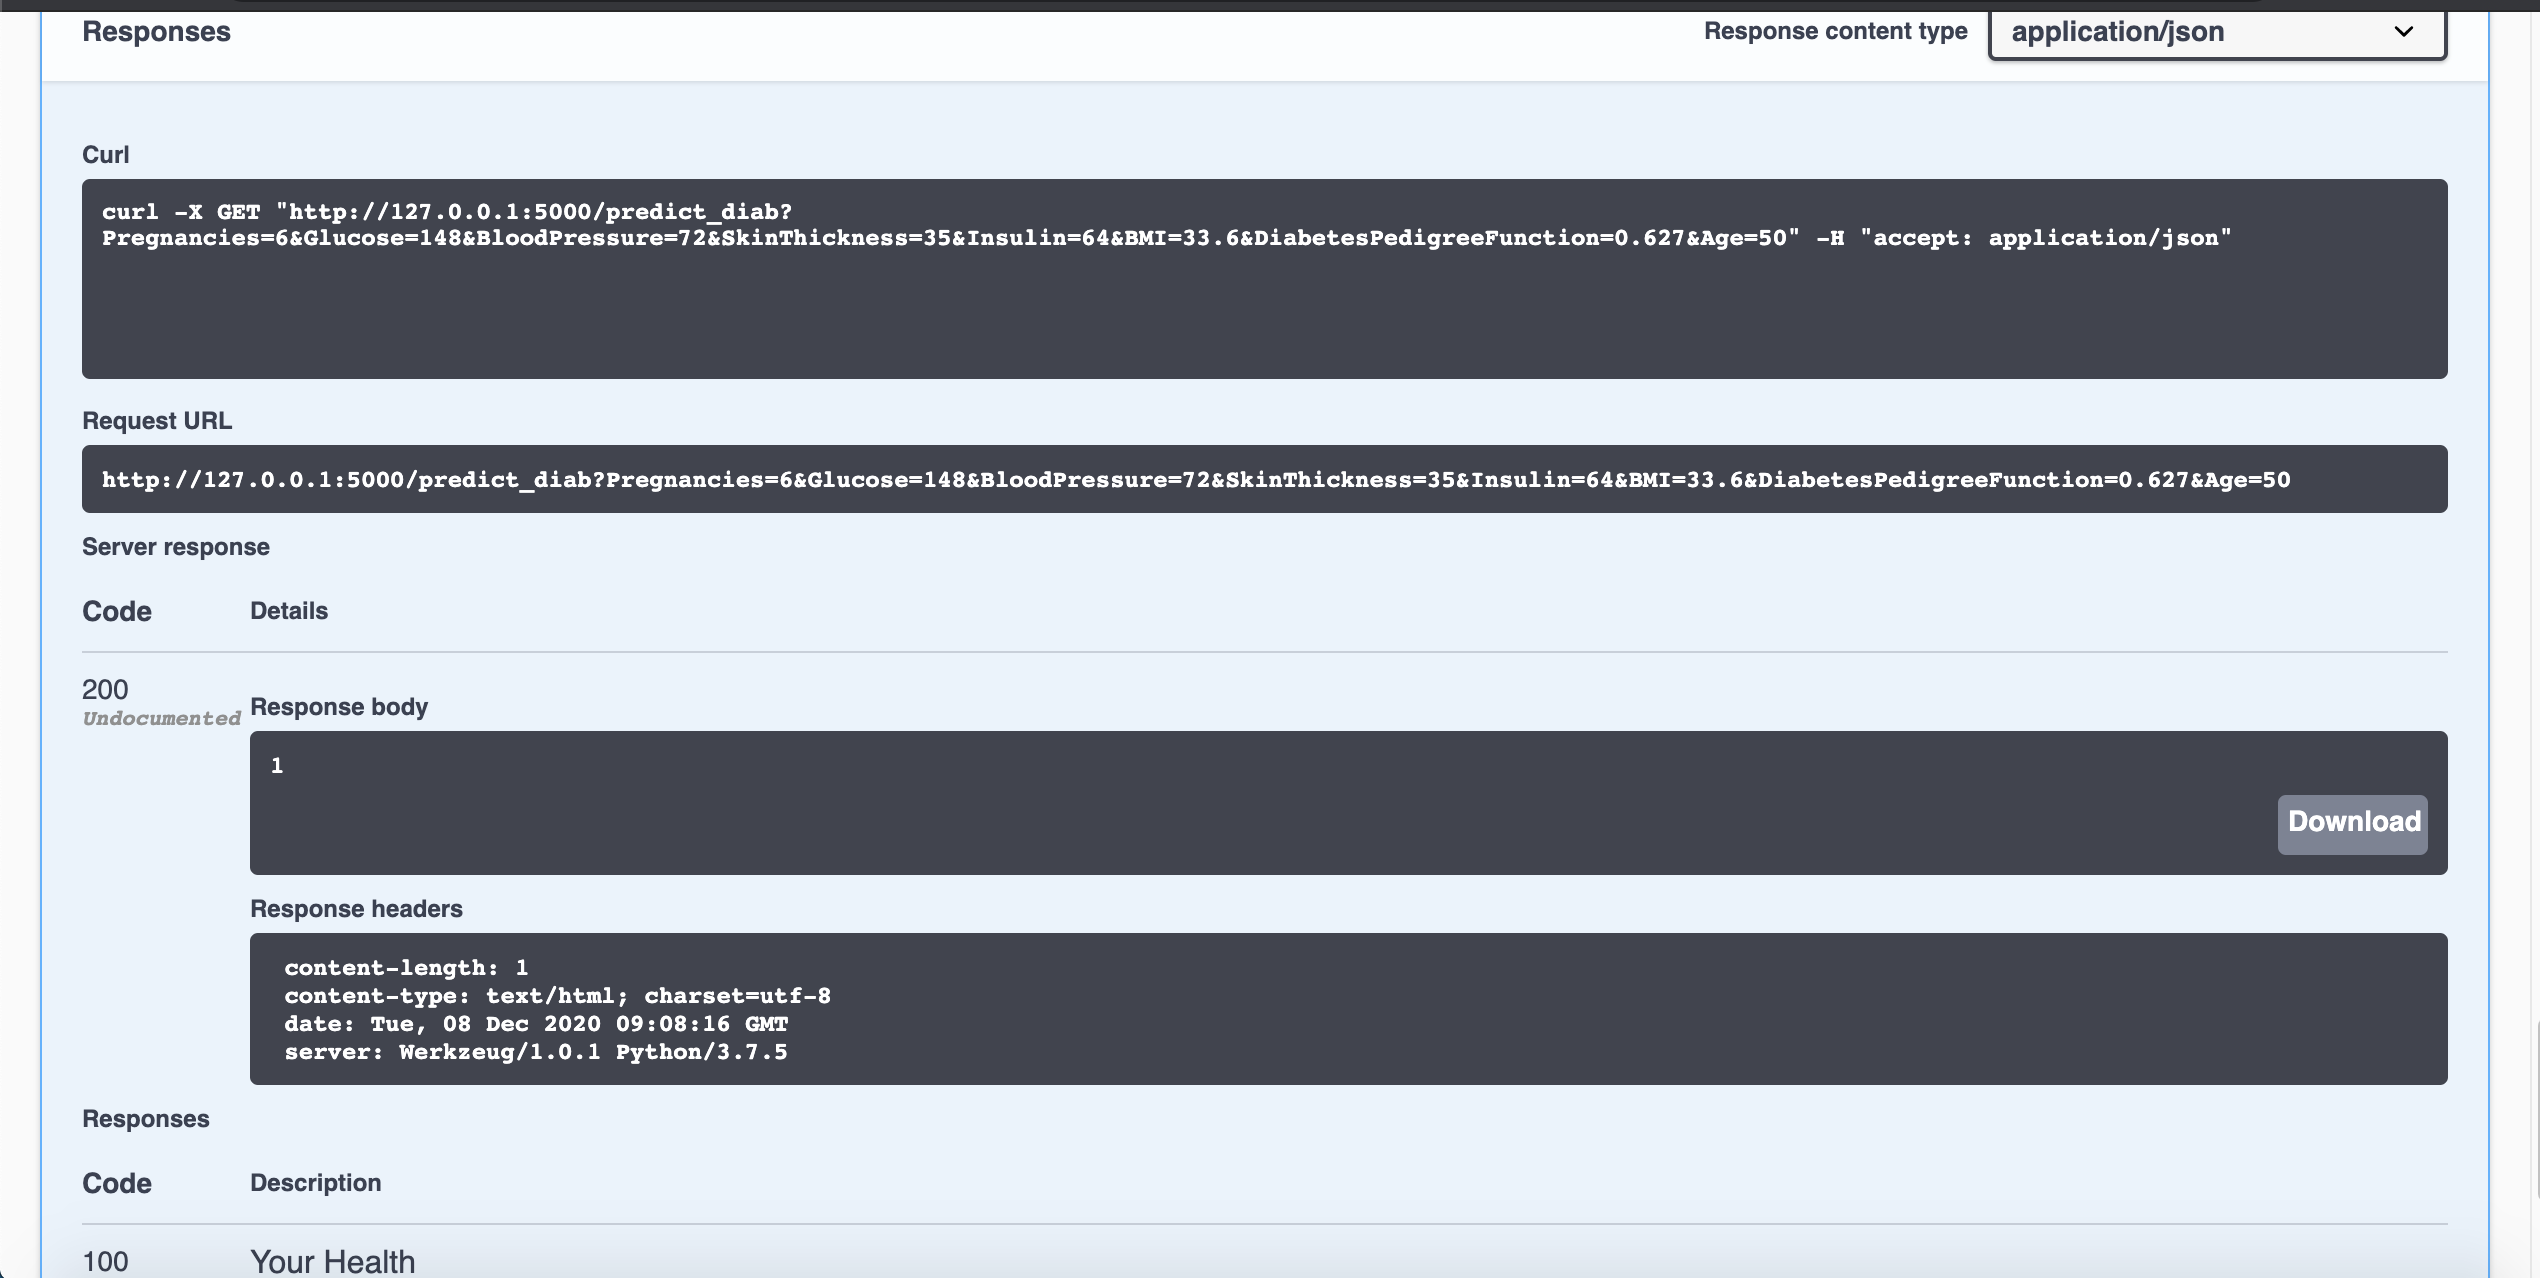 Responses
Response content type
application/json
Curl
curl -X GET "http://127.0.0.1:5000/predict_diab?
Pregnancies=6&Glucose=148&BloodPressure=72&SkinThickness=35&Insulin=64&BMI=33.6&DiabetesPedigreeFunction=0.627&Age=50" -H "accept: application/json"
Request URL
http://127.0.0.1:5000/predict_diab?Pregnancies=6&Glucose=148&BloodPressure=72&SkinThickness=35&Insulin=64&BMI=33.6&DiabetesPedigreeFunction=0.627&Age=50
Server response
Code
Details
200
Undocumented
Response body
1
Download
Response headers
content-length: 1
content-type: text/html; charset=utf-8
date: Tue, 08 Dec 2020 09:08:16 GMT
server: Werkzeug/1.0.1 Python/3.7.5
Responses
Code
Description
100
Your Health